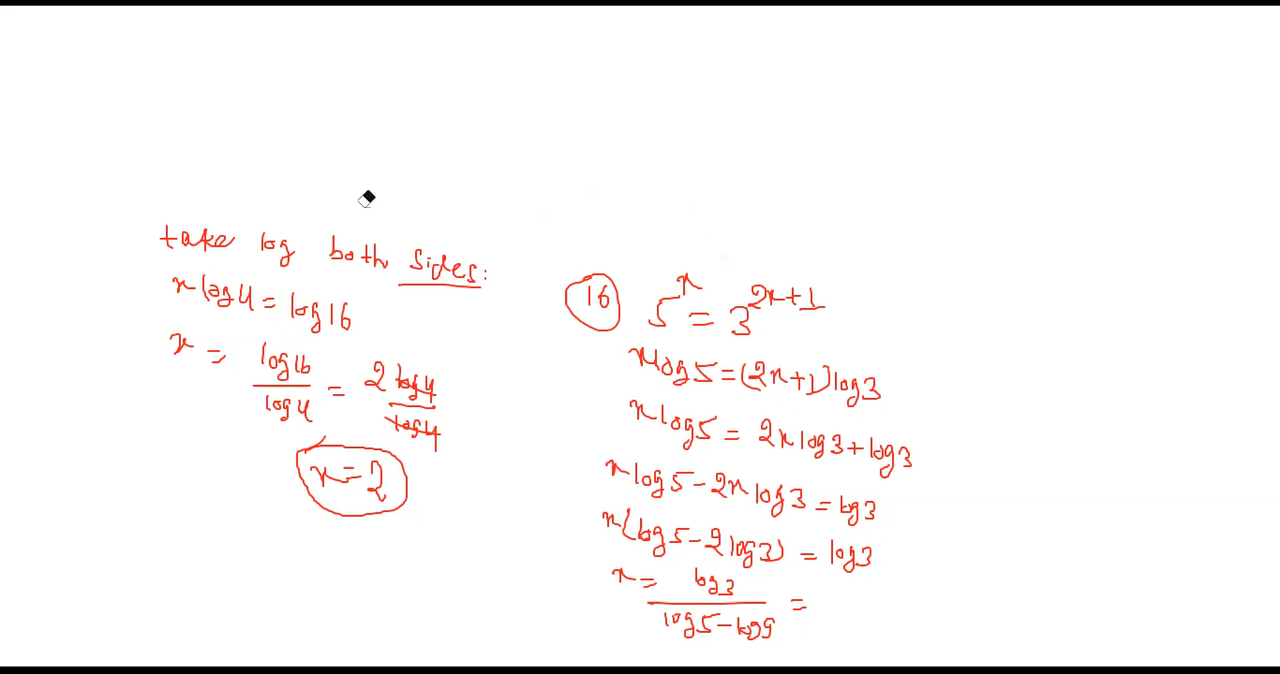 take log both sides:
x log 4 = log 16
x = log 16 / log 4 = 2 log 4 / log 4
x = 2
16 5^x = 3^(2x+1)
x log 5 = (2x+1) log 3
x log 5 = 2x log 3 + log 3
x log 5 - 2x log 3 = log 3
x (log 5 - 2 log 3) = log 3
x = log 3 / log 5 - log 9 =